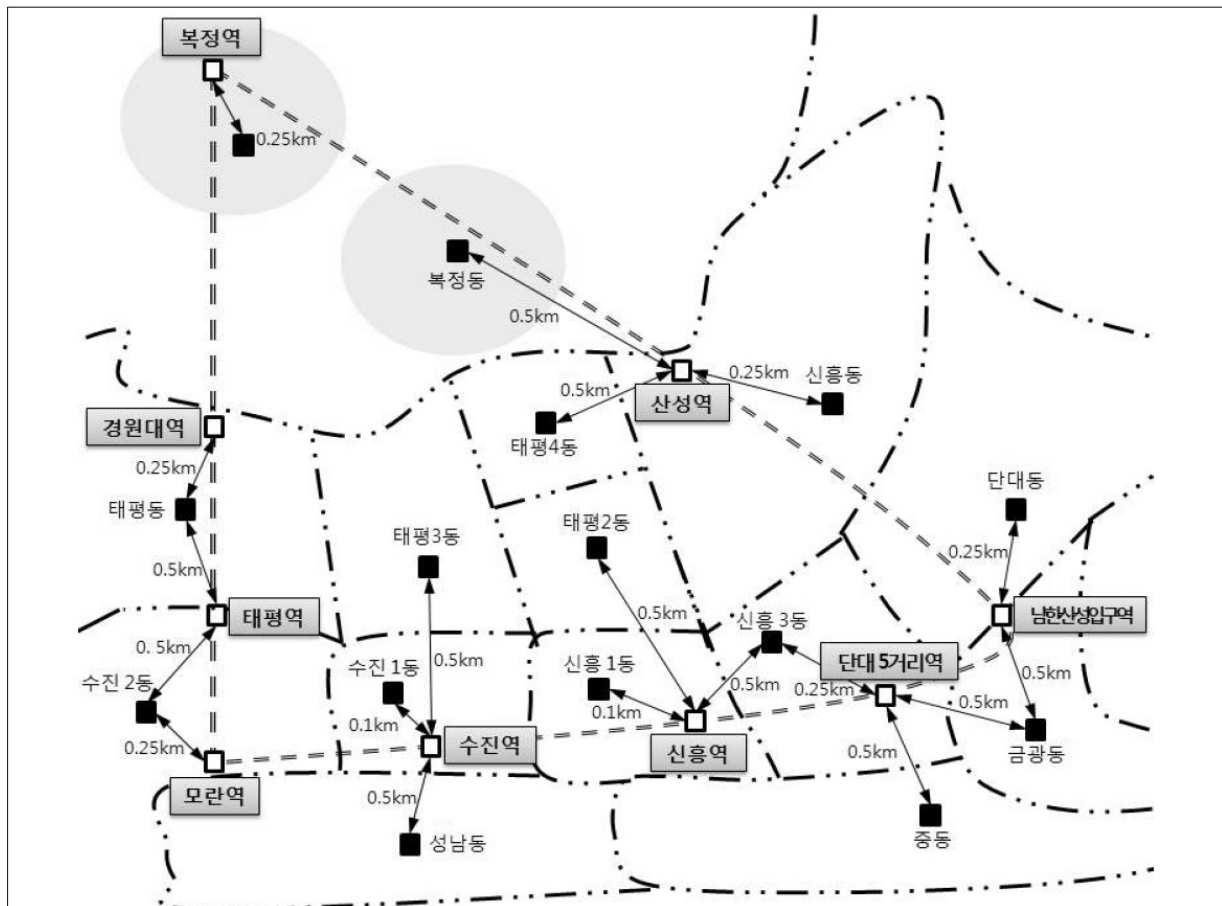 복정역
0.25km
복정동
0.5km
0.25km
신흥동
0.5km
산성역
태평4동
경원대역
0.25km
태평동
0.5km
태평3동
태평2동
단대동
0.25km
태평역
0.5km
신흥 3동
남한산성입구역
0.5km
수진 2동
수진 1동
0.5km
신흥 1동
0.5km
단대 5거리역
0.25km
0.5km
0.1km
0.1km
0.5km
0.25km
수진역
신흥역
0.5km
금광동
모란역
0.5km
성남동
중동